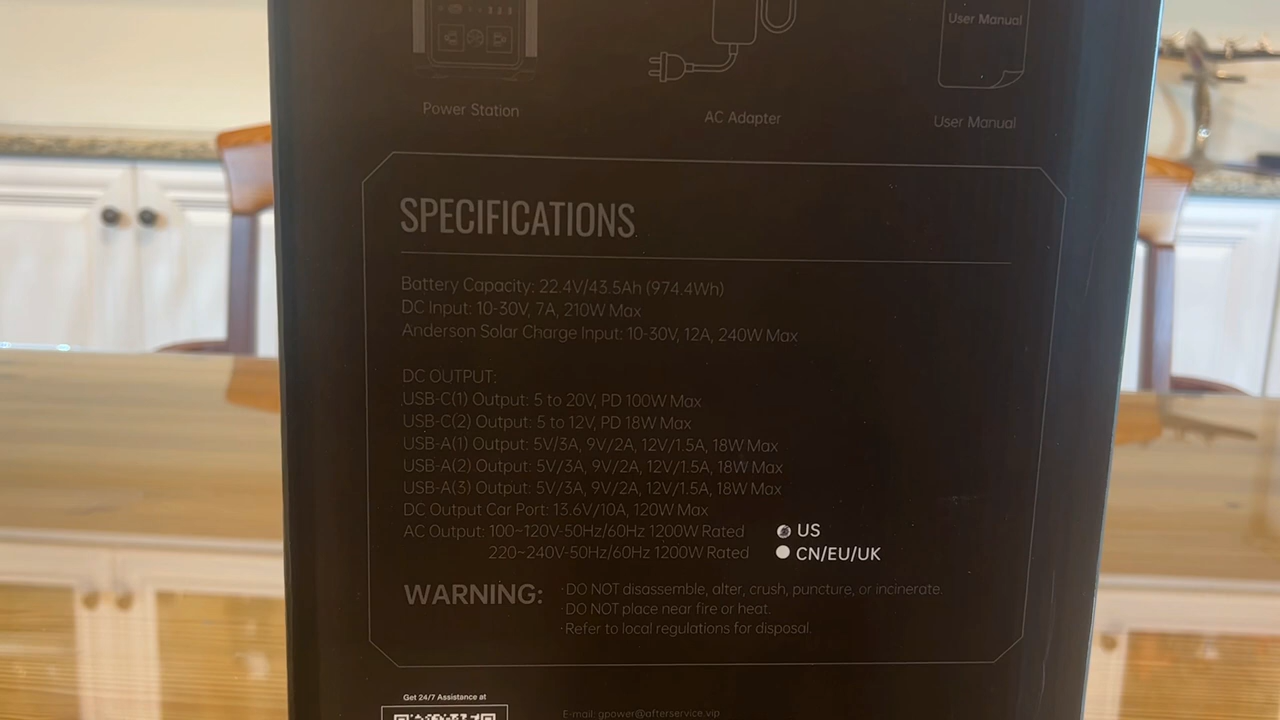 User Manual
Power Station
AC Adapter
User Manual
SPECIFICATIONS
Battery Capacity: 22.4V/43.5Ah (974.4Wh)
DC Input: 10-30V, 7A, 210W Max
Anderson Solar Charge Input: 10-30V, 12A, 240W Max
DC OUTPUT:
USB-C(1) Output: 5 to 20V, PD 100W Max
USB-C(2) Output: 5 to 12V, PD 18W Max
USB-A(1) Output: 5V/3A, 9V/2A, 12V/1.5A, 18W Max
USB-A(2) Output: 5V/3A, 9V/2A, 12V/1.5A, 18W Max
USB-A(3) Output: 5V/3A, 9V/2A, 12V/1.5A, 18W Max
DC Output Car Port: 13.6V/10A, 120W Max
AC Output: 100~120V-50Hz/60Hz 1200W Rated US
220~240V-50Hz/60Hz 1200W Rated CN/EU/UK
WARNING: ·DO NOT disassemble, alter, crush, puncture, or incinerate.
·DO NOT place near fire or heat.
·Refer to local regulations for disposal.
Get 24/7 Assistance at
E-mail: gpower@afterservice.vip